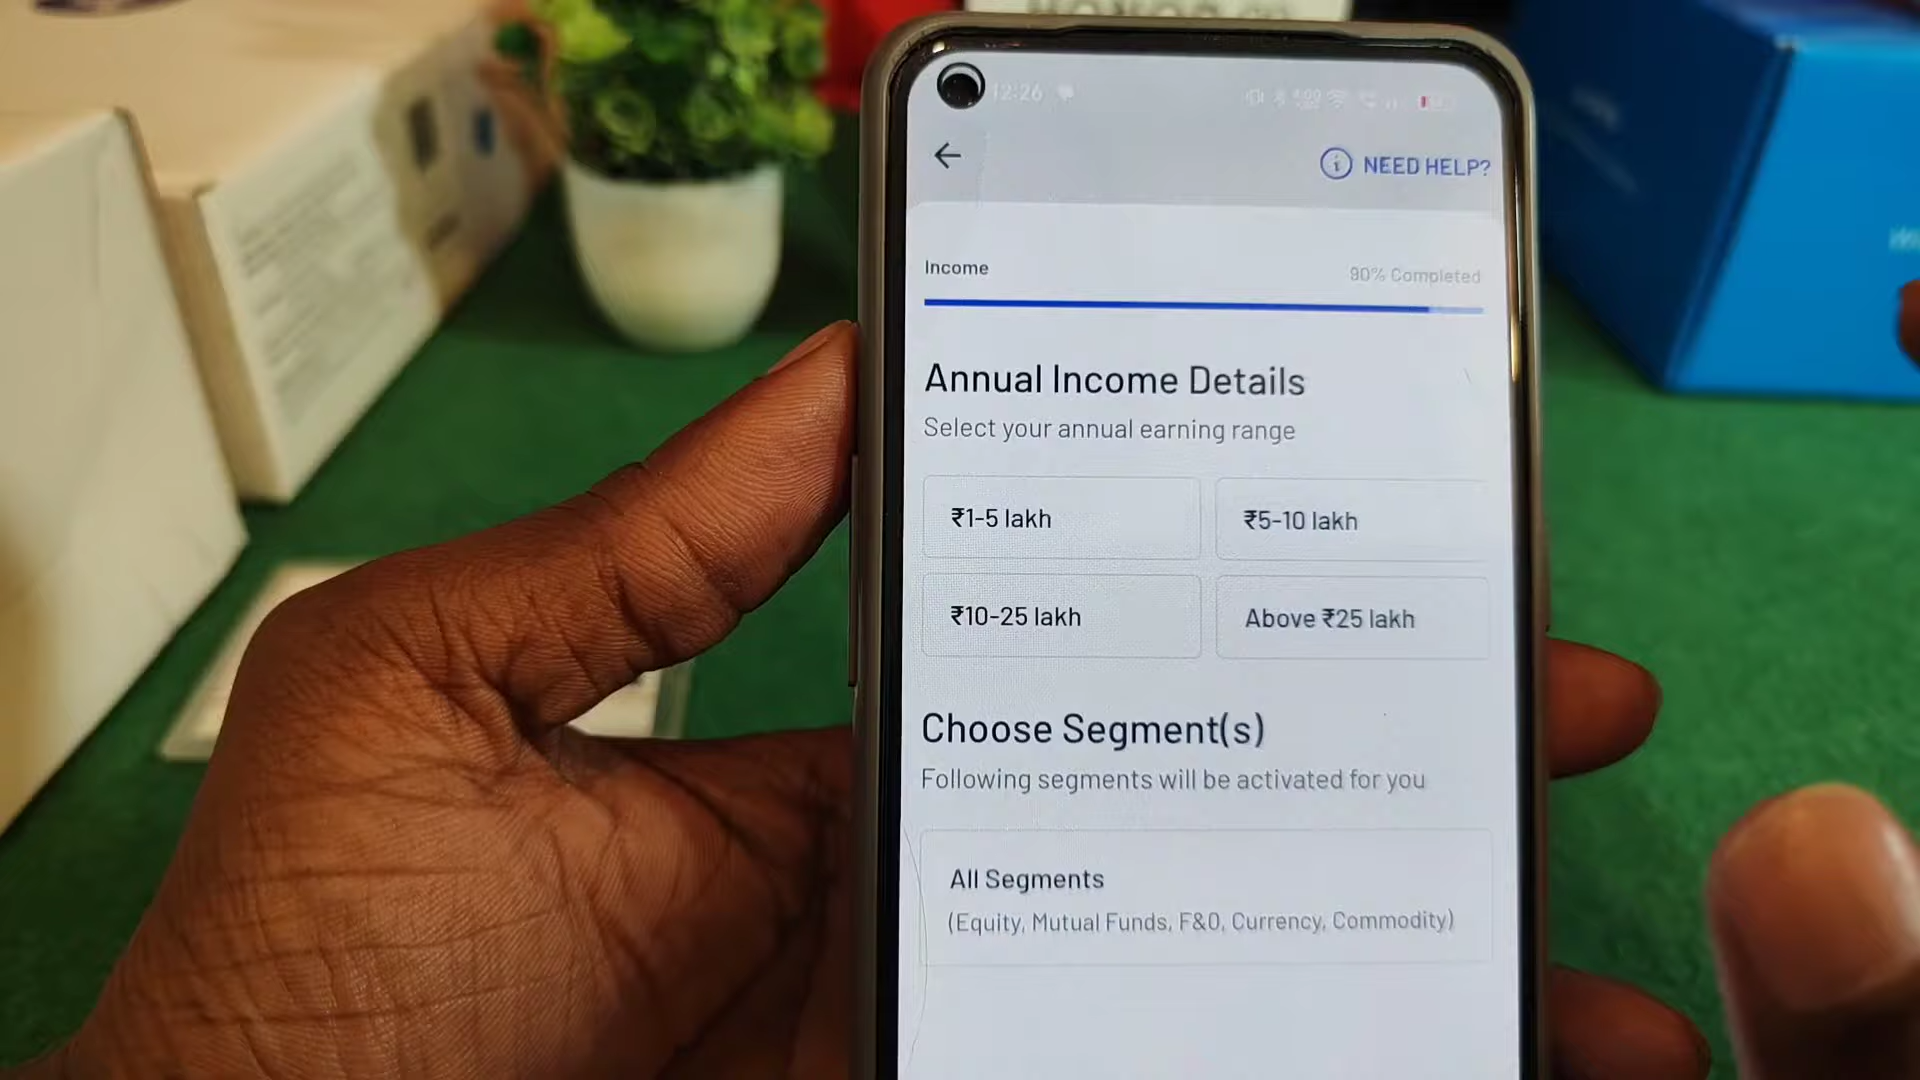 12:26
NEED HELP?
Income
90% Completed
Annual Income Details
Select your annual earning range
₹1-5 lakh
₹5-10 lakh
₹10-25 lakh
Above ₹25 lakh
Choose Segment(s)
Following segments will be activated for you
All Segments
(Equity, Mutual Funds, F&O, Currency, Commodity)